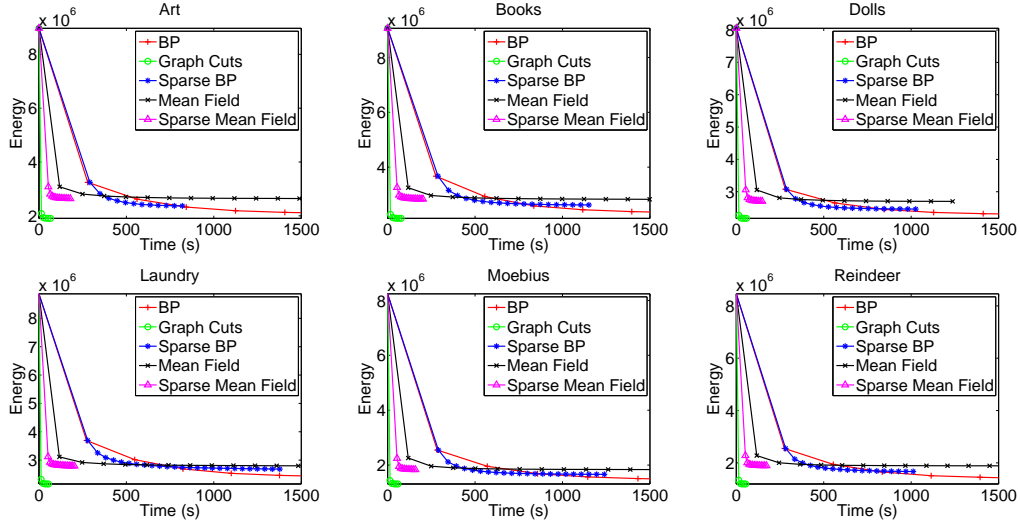 Art
x 10^6
8
6
4
2
Energy
BP
Graph Cuts
Sparse BP
Mean Field
Sparse Mean Field
0 500 1000 1500
Time (s)
Books
x 10^6
8
6
4
Energy
BP
Graph Cuts
Sparse BP
Mean Field
Sparse Mean Field
0 500 1000 1500
Time (s)
Dolls
x 10^6
8
7
6
5
4
3
Energy
BP
Graph Cuts
Sparse BP
Mean Field
Sparse Mean Field
0 500 1000 1500
Time (s)
Laundry
x 10^6
8
7
6
5
4
3
Energy
BP
Graph Cuts
Sparse BP
Mean Field
Sparse Mean Field
0 500 1000 1500
Time (s)
Moebius
x 10^6
8
6
4
2
Energy
BP
Graph Cuts
Sparse BP
Mean Field
Sparse Mean Field
0 500 1000 1500
Time (s)
Reindeer
x 10^6
8
6
4
2
Energy
BP
Graph Cuts
Sparse BP
Mean Field
Sparse Mean Field
0 500 1000 1500
Time (s)